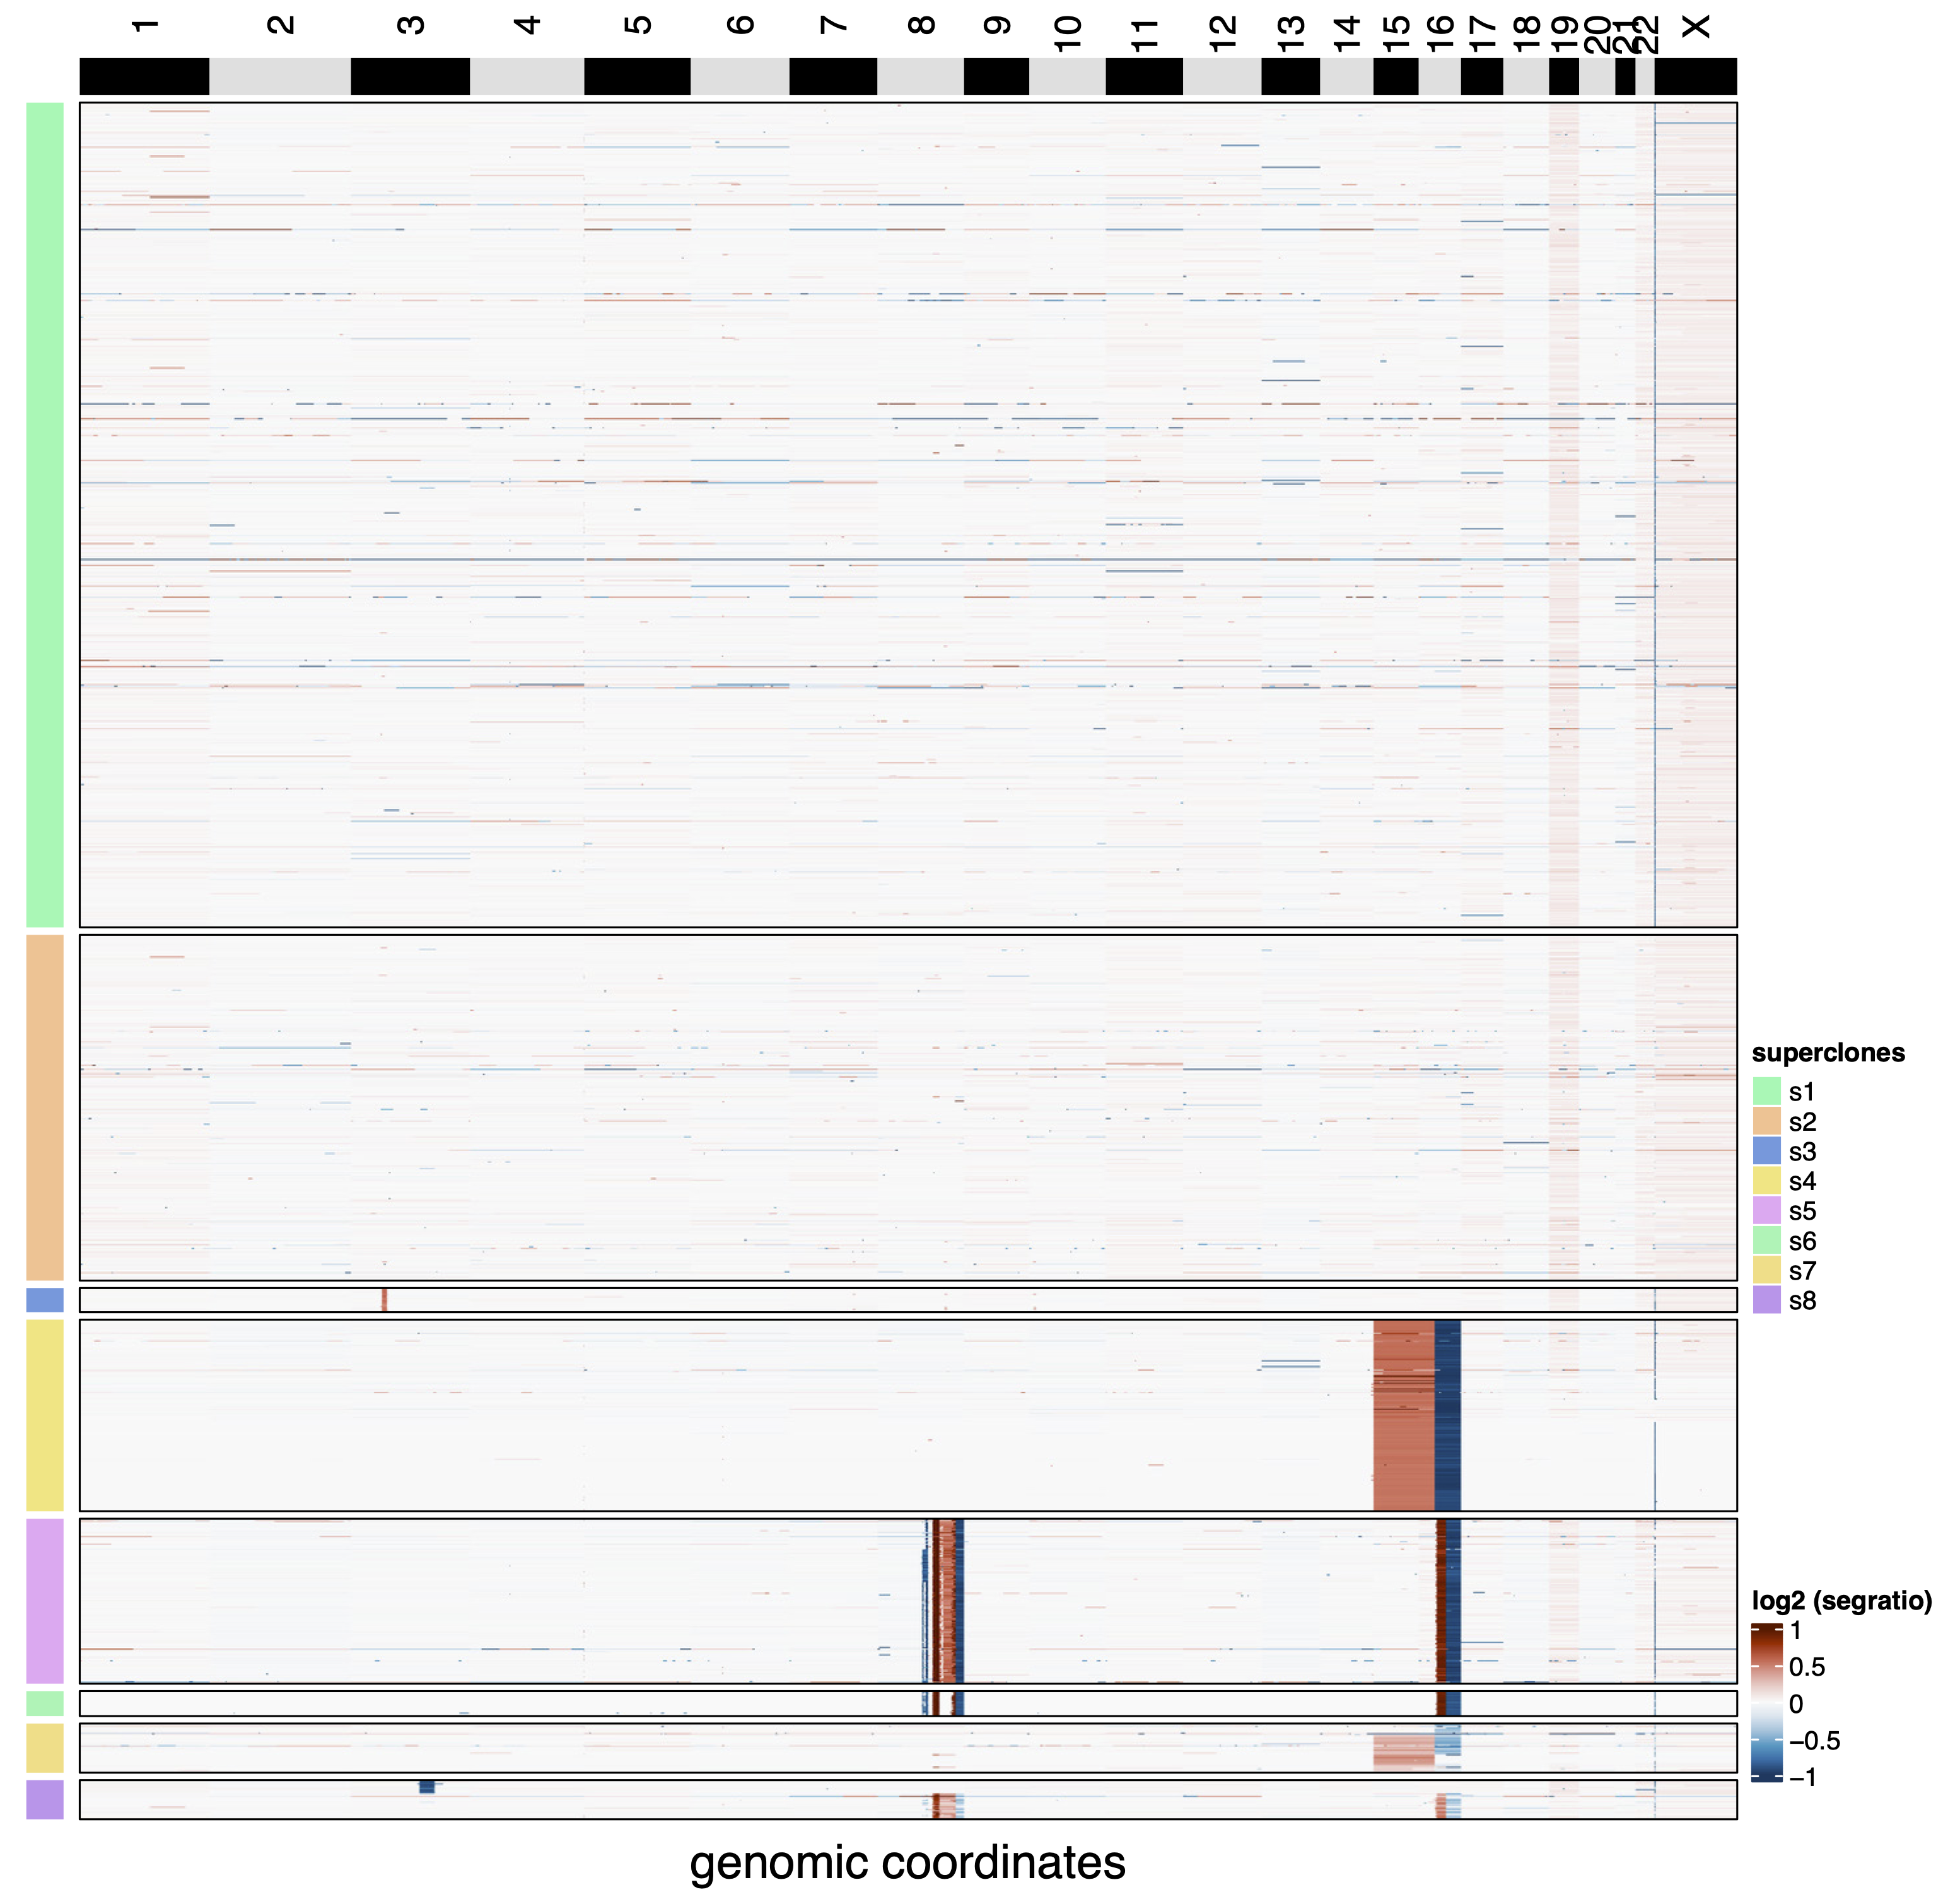 1 2 3 4 5 6 7 8 9 10 11 12 13 14 15 16 17 18 19 20 21 22 X
superclones
s1
s2
s3
s4
s5
s6
s7
s8
log2 (segratio)
1
0.5
0
−0.5
−1
genomic coordinates